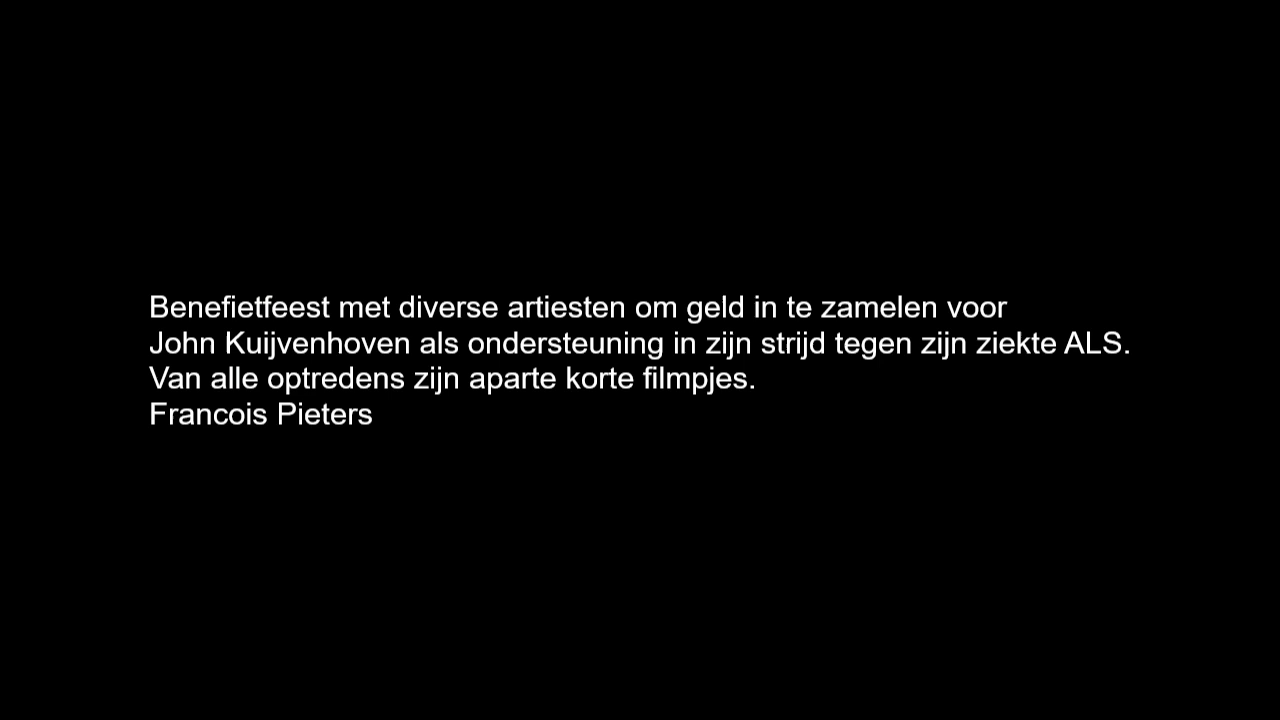 Benefietfeest met diverse artiesten om geld in te zamelen voor
John Kuijvenhoven als ondersteuning in zijn strijd tegen zijn ziekte ALS.
Van alle optredens zijn aparte korte filmpjes.
Francois Pieters